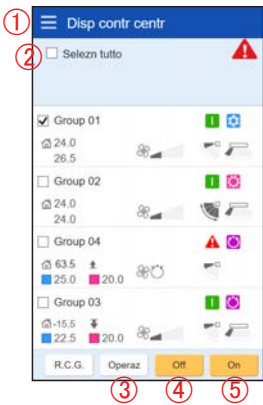 ① Disp contr centr
② Selezn tutto
Group 01
24.0
26.5
Group 02
24.0
24.0
Group 04
63.5
25.0 20.0
Group 03
-15.5
22.5 20.0
R.C.G. Operaz Off On
③ ④ ⑤